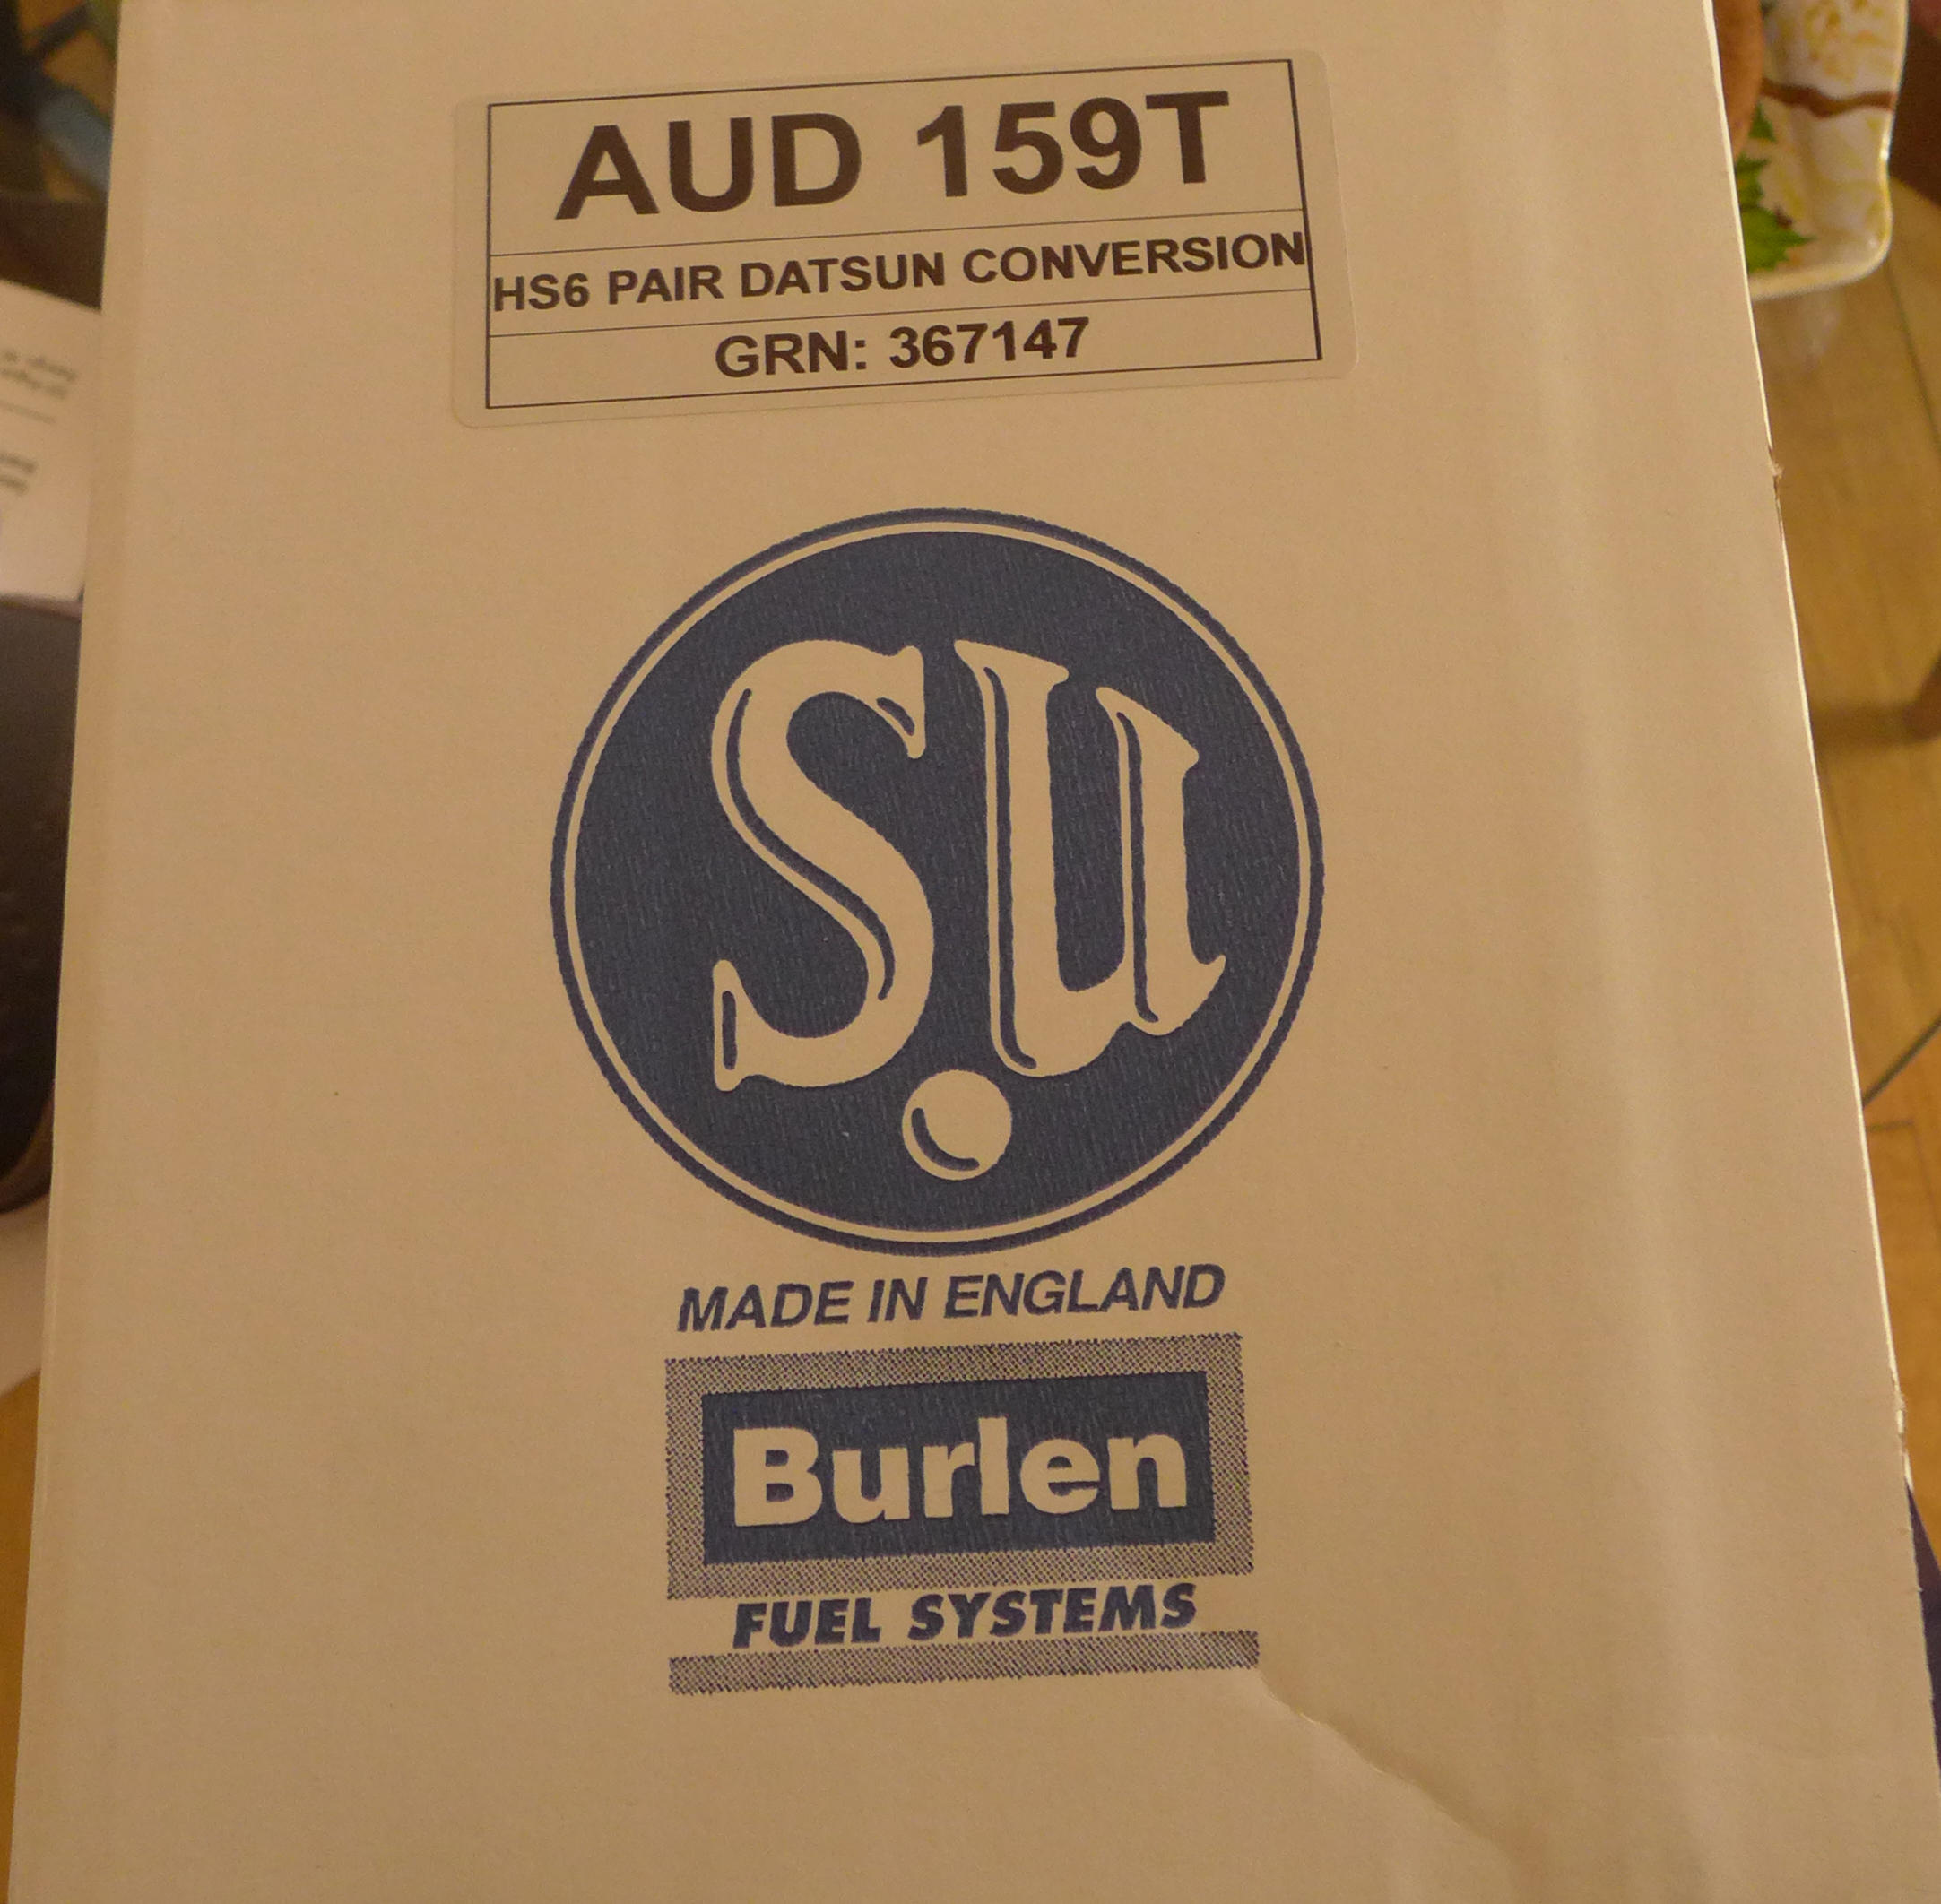 AUD 159T
HS6 PAIR DATSUN CONVERSION
GRN: 367147
SU
MADE IN ENGLAND
Burlen
FUEL SYSTEMS